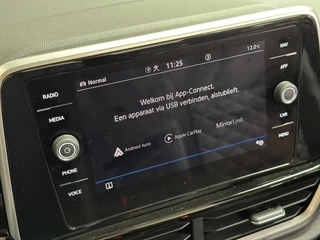 Normal
11:25
12.0
RADIO
MEDIA
PHONE
VOICE
NAV
APP
CAR
MENU
Welkom bij App-Connect.
Een apparaat via USB verbinden, alstublieft.
Android Auto
Apple CarPlay
MirrorLink